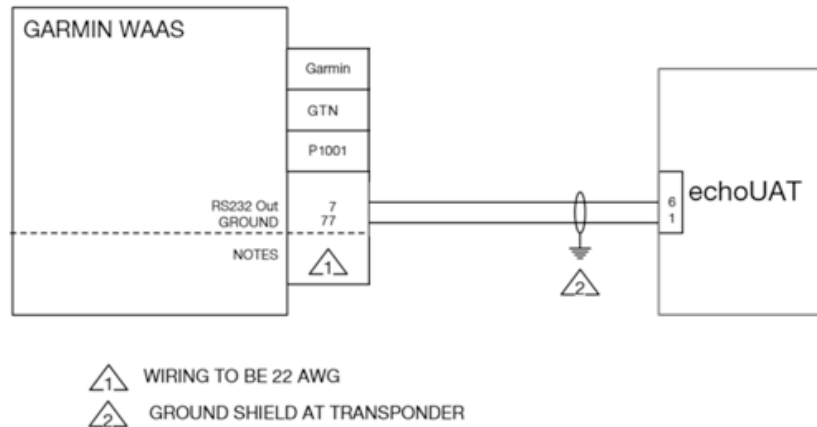 GARMIN WAAS
Garmin
GTN
P1001
RS232 Out 7
GROUND 77
NOTES 1
6
1
echoUAT
2
1 WIRING TO BE 22 AWG
2 GROUND SHIELD AT TRANSPONDER